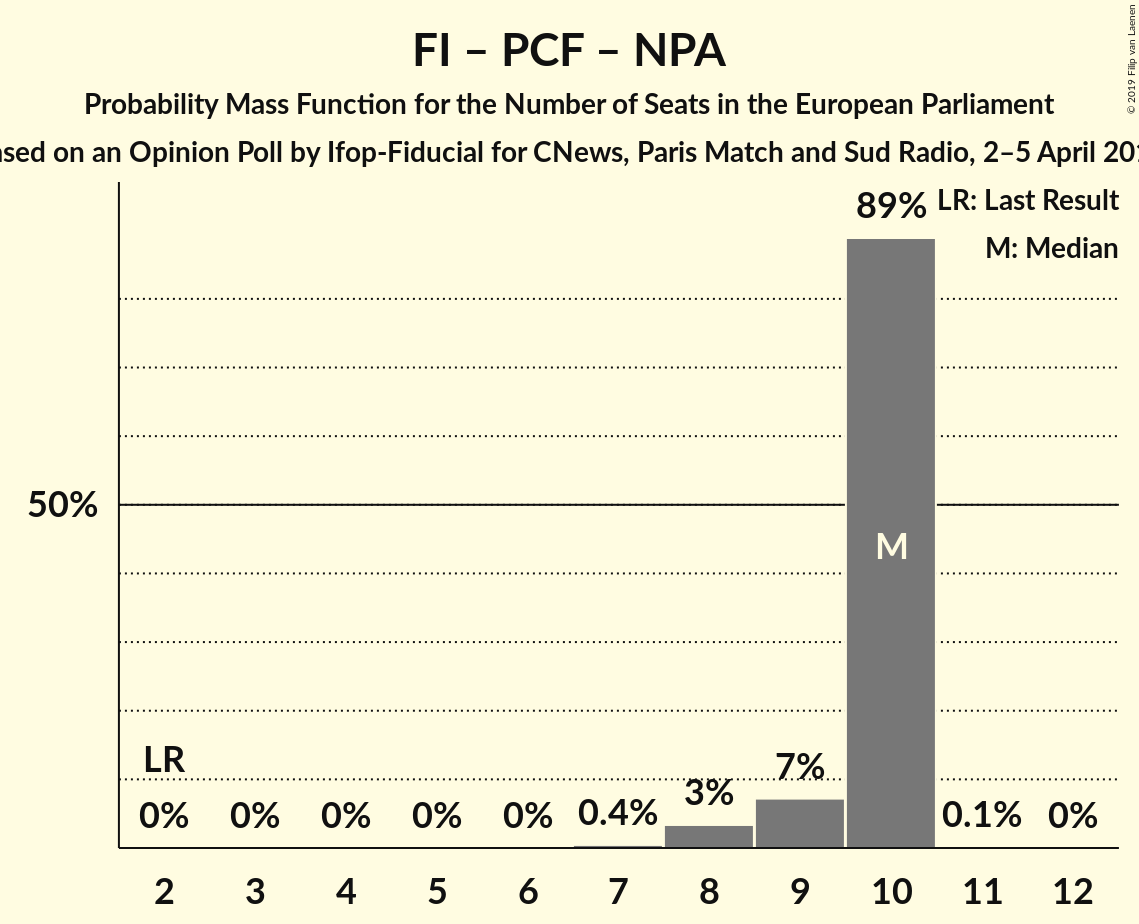 FI – PCF – NPA
Probability Mass Function for the Number of Seats in the European Parliament
on an Opinion Poll by Ifop-Fiducial for CNews, Paris Match and Sud Radio, 2–5 April
© 2019 Filip van Laenen
LR: Last Result
M: Median
89%
50%
M
LR
0% 0% 0% 0% 0% 0.4% 3% 7% 0.1% 0%
2 3 4 5 6 7 8 9 10 11 12